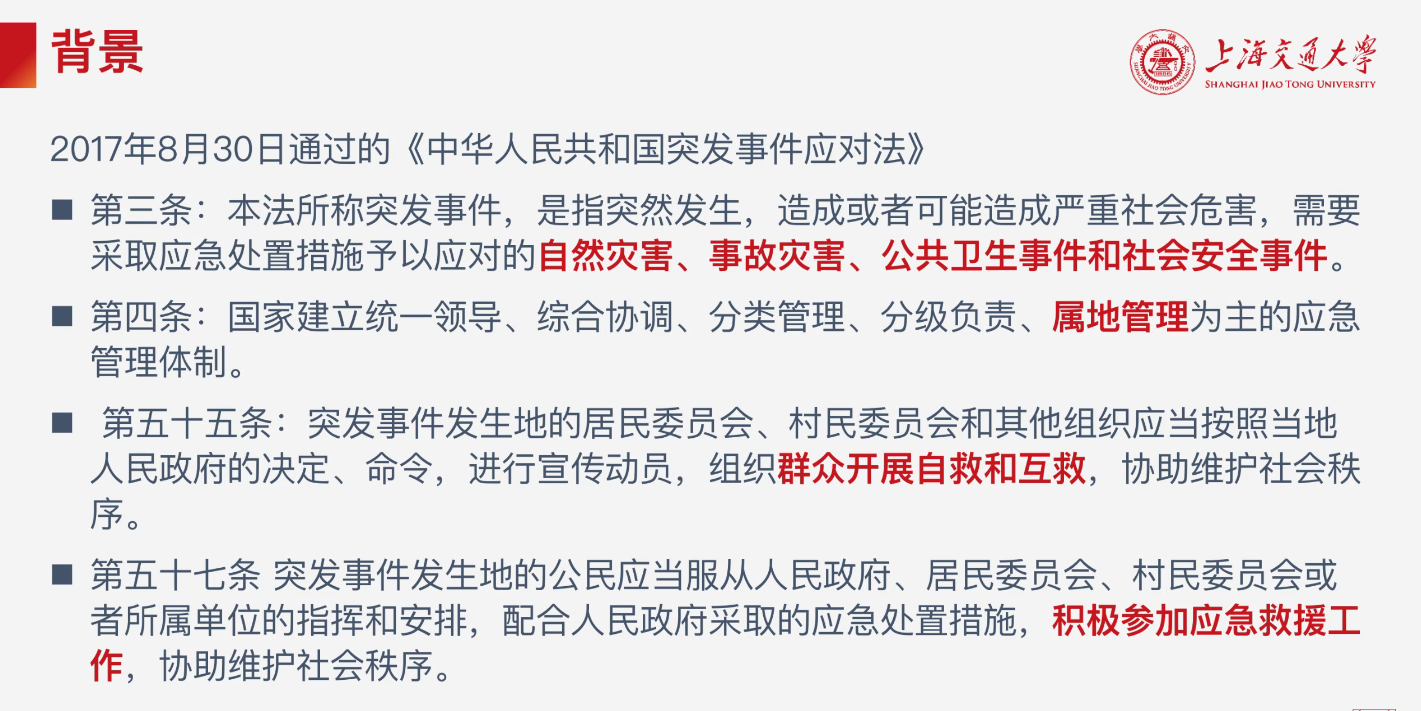 背景
上海交通大學
SHANGHAI JIAO TONG UNIVERSITY
2017年8月30日通过的《中华人民共和国突发事件应对法》
■ 第三条：本法所称突发事件，是指突然发生，造成或者可能造成严重社会危害，需要
采取应急处置措施予以应对的自然灾害、事故灾害、公共卫生事件和社会安全事件。
■ 第四条：国家建立统一领导、综合协调、分类管理、分级负责、属地管理为主的应急
管理体制。
■ 第五十五条：突发事件发生地的居民委员会、村民委员会和其他组织应当按照当地
人民政府的决定、命令，进行宣传动员，组织群众开展自救和互救，协助维护社会秩
序。
■ 第五十七条 突发事件发生地的公民应当服从人民政府、居民委员会、村民委员会或
者所属单位的指挥和安排，配合人民政府采取的应急处置措施，积极参加应急救援工
作，协助维护社会秩序。